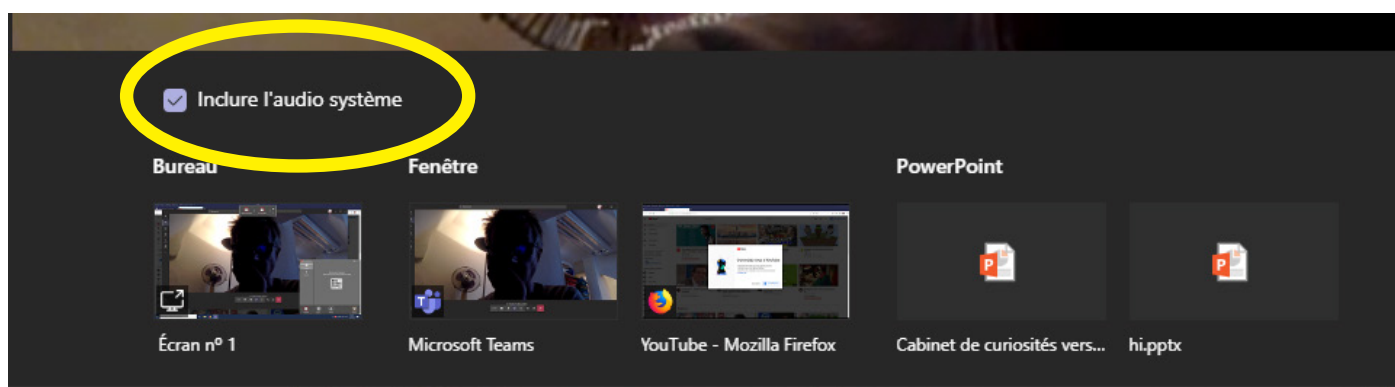 Inclure l'audio système
Bureau Fenêtre PowerPoint
Écran nº 1 Microsoft Teams YouTube - Mozilla Firefox Cabinet de curiosités vers... hi.pptx